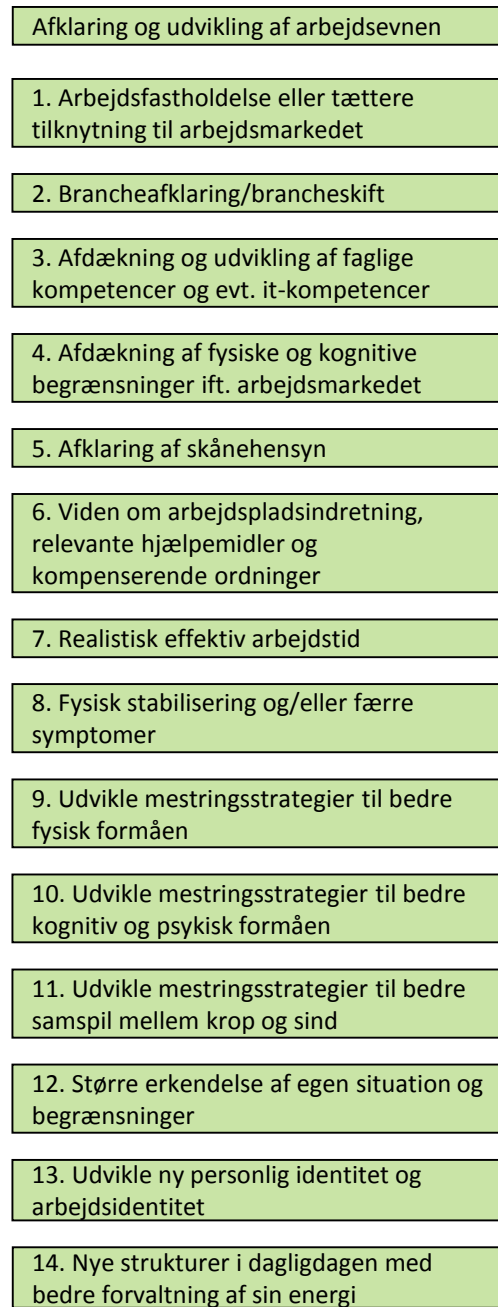 Afklaring og udvikling af arbejdsevnen
1. Arbejdsfastholdelse eller tættere
tilknytning til arbejdsmarkedet
2. Brancheafklaring/brancheskift
3. Afdækning og udvikling af faglige
kompetencer og evt. it-kompetencer
4. Afdækning af fysiske og kognitive
begrænsninger ift. arbejdsmarkedet
5. Afklaring af skånehensyn
6. Viden om arbejdspladsindretning,
relevante hjælpemidler og
kompenserende ordninger
7. Realistisk effektiv arbejdstid
8. Fysisk stabilisering og/eller færre
symptomer
9. Udvikle mestringsstrategier til bedre
fysisk formåen
10. Udvikle mestringsstrategier til bedre
kognitiv og psykisk formåen
11. Udvikle mestringsstrategier til bedre
samspil mellem krop og sind
12. Større erkendelse af egen situation og
begrænsninger
13. Udvikle ny personlig identitet og
arbejdsidentitet
14. Nye strukturer i dagligdagen med
bedre forvaltning af sin energi